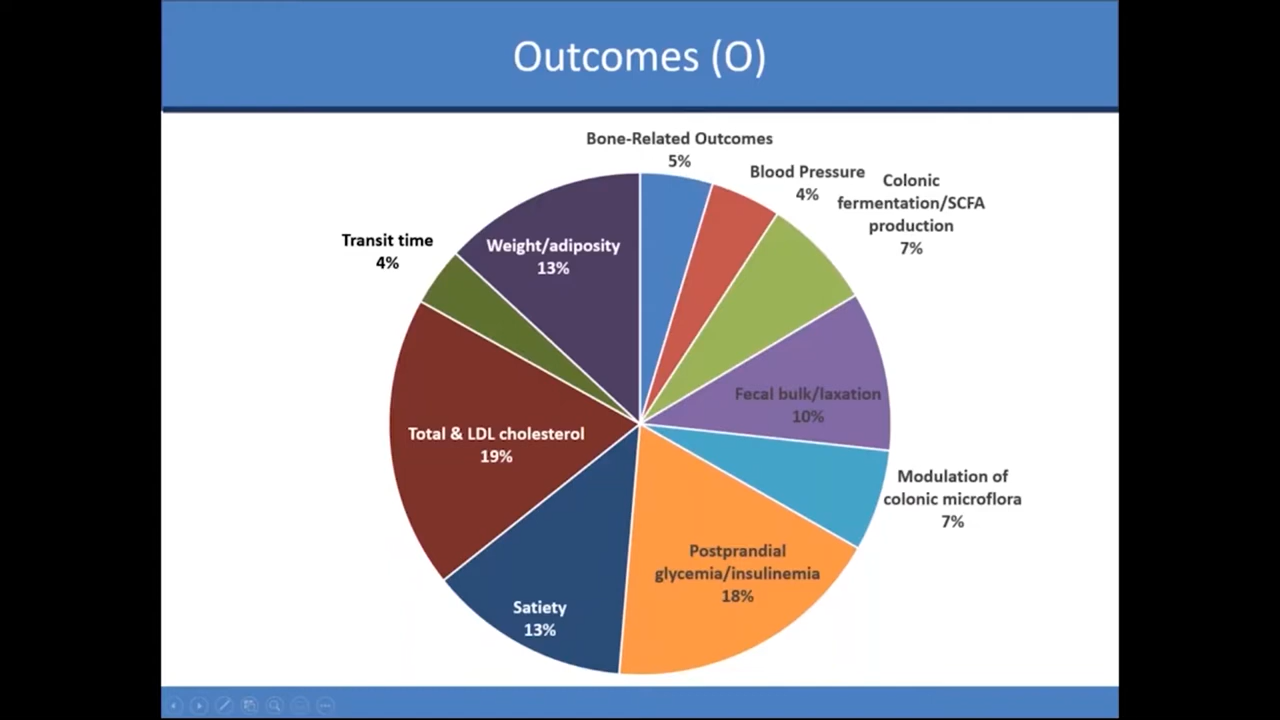 Outcomes (O)
Bone-Related Outcomes
5%
Blood Pressure
4%
Colonic
fermentation/SCFA
production
7%
Fecal bulk/laxation
10%
Modulation of
colonic microflora
7%
Postprandial
glycemia/insulinemia
18%
Satiety
13%
Total & LDL cholesterol
19%
Transit time
4%
Weight/adiposity
13%